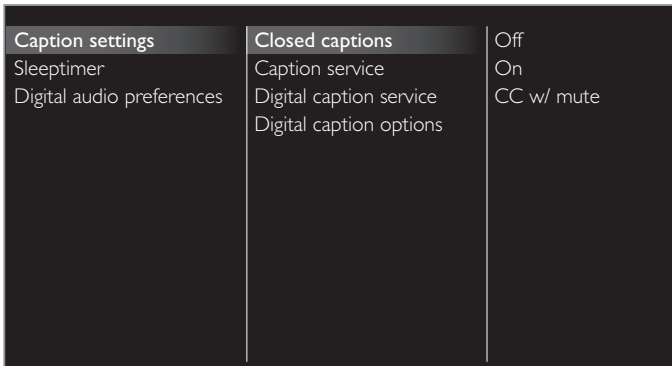 Caption settings
Sleeptimer
Digital audio preferences
Closed captions
Caption service
Digital caption service
Digital caption options
Off
On
CC w/ mute